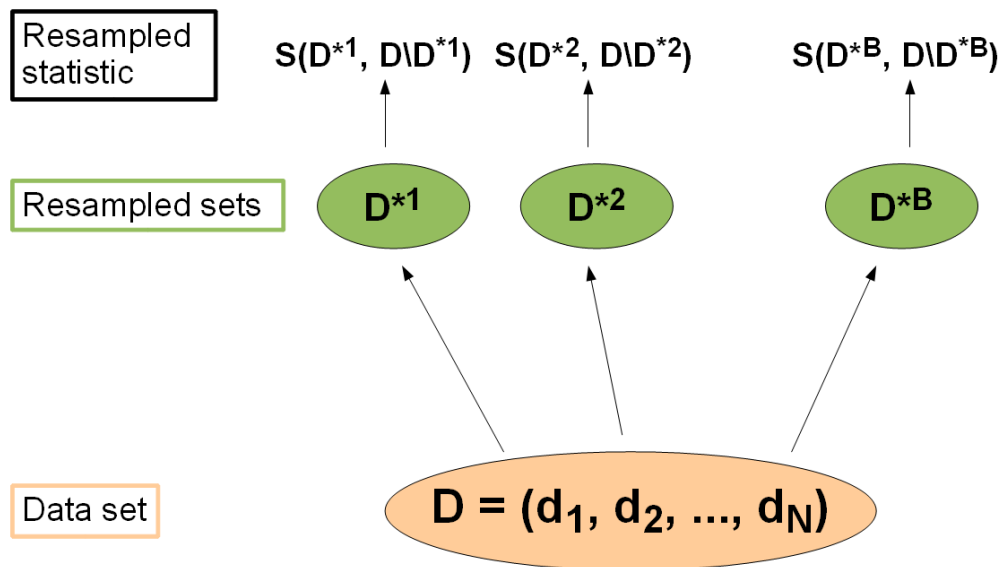 Resampled
statistic
S(D*1, D\D*1)
S(D*2, D\D*2)
S(D*B, D\D*B)
Resampled sets
D*1
D*2
D*B
Data set
D = (d1, d2, ..., dN)